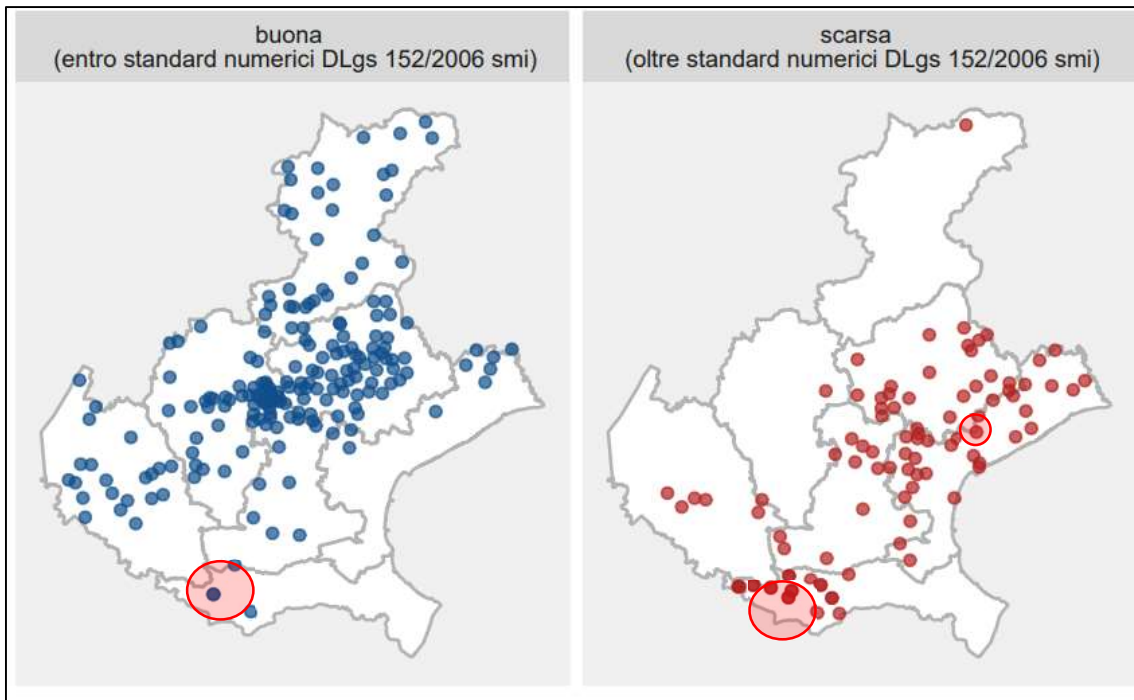 buona
(entro standard numerici DLgs 152/2006 smi)
scarsa
(oltre standard numerici DLgs 152/2006 smi)